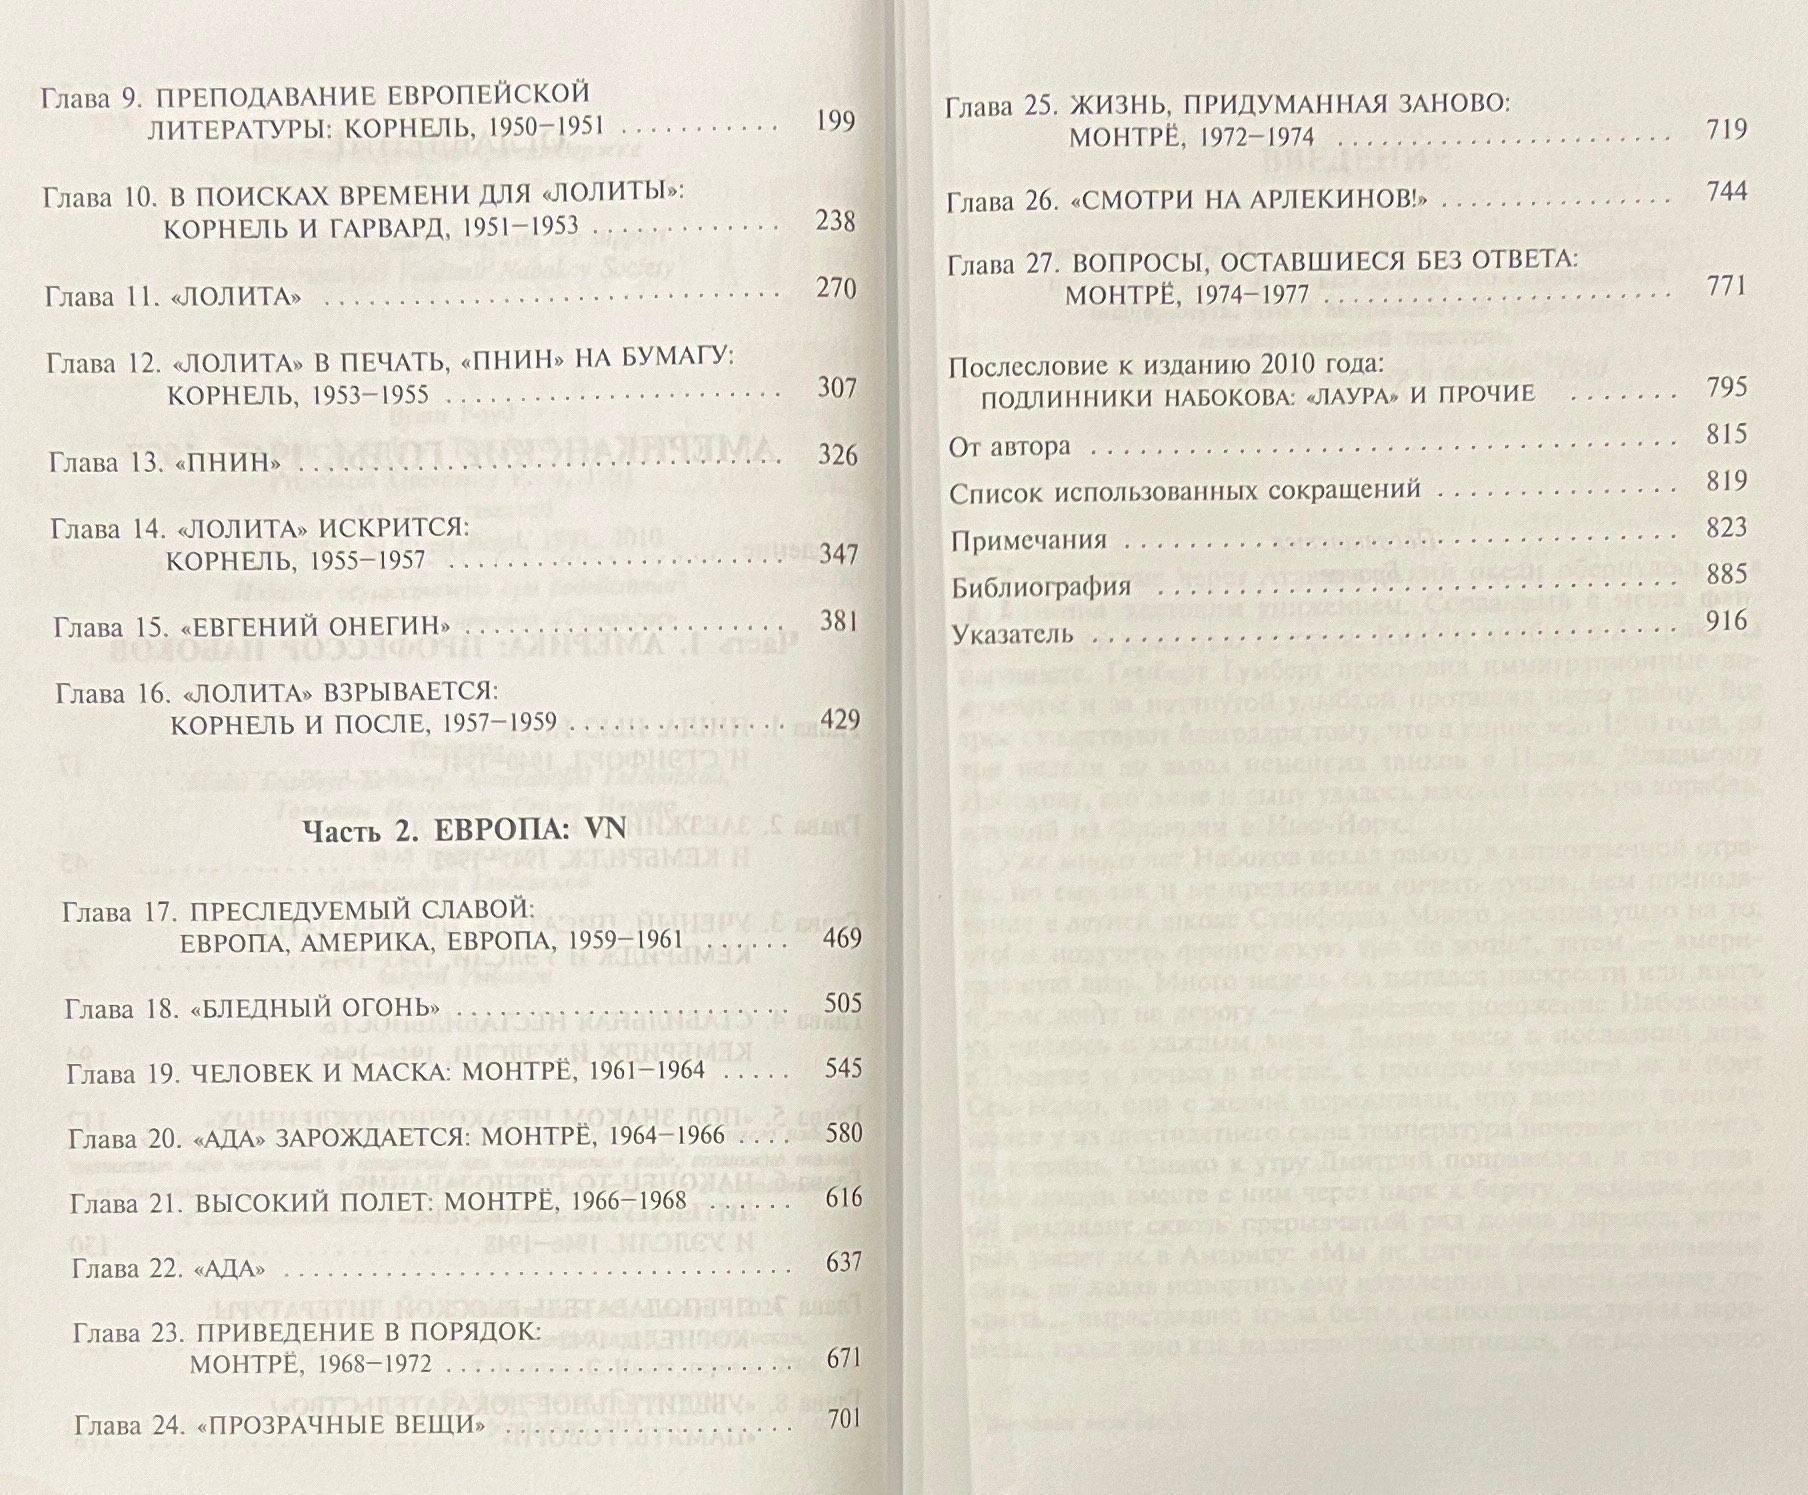 Глава 9. ПРЕПОДАВАНИЕ ЕВРОПЕЙСКОЙ
ЛИТЕРАТУРЫ: КОРНЕЛЬ, 1950–1951 . . . . . . . . . . . 199
Глава 10. В ПОИСКАХ ВРЕМЕНИ ДЛЯ «ЛОЛИТЫ»:
КОРНЕЛЬ И ГАРВАРД, 1951–1953 . . . . . . . . . . . . . 238
Глава 11. «ЛОЛИТА» . . . . . . . . . . . . . . . . . . . . . . . . . . . . . . 270
Глава 12. «ЛОЛИТА» В ПЕЧАТЬ, «ПНИН» НА БУМАГУ:
КОРНЕЛЬ, 1953–1955 . . . . . . . . . . . . . . . . . . . . . . 307
Глава 13. «ПНИН» . . . . . . . . . . . . . . . . . . . . . . . . . . . . . . . 326
Глава 14. «ЛОЛИТА» ИСКРИТСЯ:
КОРНЕЛЬ, 1955–1957 . . . . . . . . . . . . . . . . . . . . . . 347
Глава 15. «ЕВГЕНИЙ ОНЕГИН» . . . . . . . . . . . . . . . . . . . . . 381
Глава 16. «ЛОЛИТА» ВЗРЫВАЕТСЯ:
КОРНЕЛЬ И ПОСЛЕ, 1957–1959 . . . . . . . . . . . . . . 429
Часть 2. ЕВРОПА: VN
Глава 17. ПРЕСЛЕДУЕМЫЙ СЛАВОЙ:
ЕВРОПА, АМЕРИКА, ЕВРОПА, 1959–1961 . . . . . . 469
Глава 18. «БЛЕДНЫЙ ОГОНЬ» . . . . . . . . . . . . . . . . . . . . . . 505
Глава 19. ЧЕЛОВЕК И МАСКА: МОНТРЁ, 1961–1964 . . . . . 545
Глава 20. «АДА» ЗАРОЖДАЕТСЯ: МОНТРЁ, 1964–1966 . . . . 580
Глава 21. ВЫСОКИЙ ПОЛЕТ: МОНТРЁ, 1966–1968 . . . . . . 616
Глава 22. «АДА» . . . . . . . . . . . . . . . . . . . . . . . . . . . . . . . . . 637
Глава 23. ПРИВЕДЕНИЕ В ПОРЯДОК:
МОНТРЁ, 1968–1972 . . . . . . . . . . . . . . . . . . . . . . . 671
Глава 24. «ПРОЗРАЧНЫЕ ВЕЩИ» . . . . . . . . . . . . . . . . . . . 701
Глава 25. ЖИЗНЬ, ПРИДУМАННАЯ ЗАНОВО:
МОНТРЁ, 1972–1974 . . . . . . . . . . . . . . . . . . . . . . . 719
Глава 26. «СМОТРИ НА АРЛЕКИНОВ!» . . . . . . . . . . . . . . . 744
Глава 27. ВОПРОСЫ, ОСТАВШИЕСЯ БЕЗ ОТВЕТА:
МОНТРЁ, 1974–1977 . . . . . . . . . . . . . . . . . . . . . . . 771
Послесловие к изданию 2010 года:
ПОДЛИННИКИ НАБОКОВА: «ЛАУРА» И ПРОЧИЕ . . . . . . . 795
От автора . . . . . . . . . . . . . . . . . . . . . . . . . . . . . . . . . . . . . . 815
Список использованных сокращений . . . . . . . . . . . . . . . 819
Примечания . . . . . . . . . . . . . . . . . . . . . . . . . . . . . . . . . . . 823
Библиография . . . . . . . . . . . . . . . . . . . . . . . . . . . . . . . . . 885
Указатель . . . . . . . . . . . . . . . . . . . . . . . . . . . . . . . . . . . . . 916